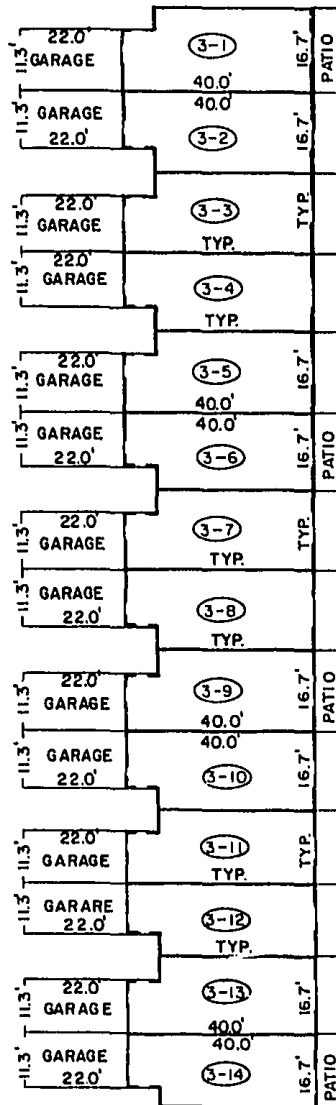 22.0' 3-1
11.3' GARAGE 16.7' PATIO
40.0'
40.0'
11.3' GARAGE 3-2 16.7'
22.0'
22.0' 3-3 TYP.
11.3' GARAGE TYP.
22.0'
11.3' GARAGE 3-4
TYP.
22.0' 3-5 16.7'
11.3' GARAGE
40.0'
40.0'
11.3' GARAGE 3-6 16.7' PATIO
22.0'
22.0' 3-7 TYP.
11.3' GARAGE TYP.
11.3' GARAGE 3-8
22.0' TYP.
22.0' 3-9 16.7' PATIO
11.3' GARAGE
40.0'
40.0'
11.3' GARAGE 3-10 16.7'
22.0'
22.0' 3-11 TYP.
11.3' GARAGE TYP.
11.3' GARARE 3-12
22.0' TYP.
22.0' 3-13 16.7'
11.3' GARAGE
40.0'
40.0'
11.3' GARAGE 3-14 16.7' PATIO
22.0'